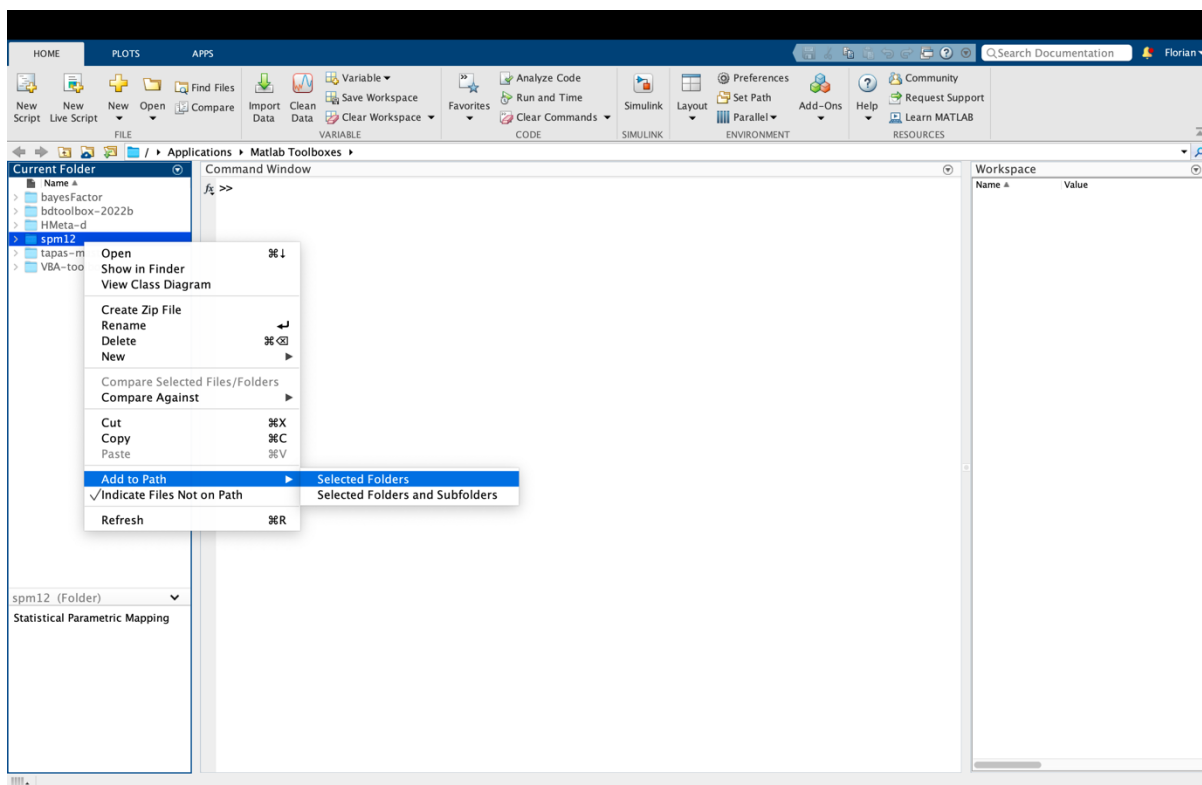 HOME PLOTS APPS
Search Documentation Florian
New Script
New Live Script
New
Open
Find Files
Compare
Import Data
Clean Data
Variable
Save Workspace
Clear Workspace
Favorites
Analyze Code
Run and Time
Clear Commands
Simulink
Layout
Preferences
Set Path
Parallel
Add-Ons
Help
Community
Request Support
Learn MATLAB
FILE VARIABLE CODE SIMULINK ENVIRONMENT RESOURCES
/ Applications Matlab Toolboxes
Current Folder
Name
bayesFactor
bdtoolbox-2022b
HMeta-d
spm12
tapas-m
VBA-too
Open ⌘↓
Show in Finder
View Class Diagram
Create Zip File
Rename
Delete ⌘⌫
New
Compare Selected Files/Folders
Compare Against
Cut ⌘X
Copy ⌘C
Paste ⌘V
Add to Path
Indicate Files Not on Path
Refresh ⌘R
Selected Folders
Selected Folders and Subfolders
spm12 (Folder)
Statistical Parametric Mapping
Command Window
fx >>
Workspace
Name Value